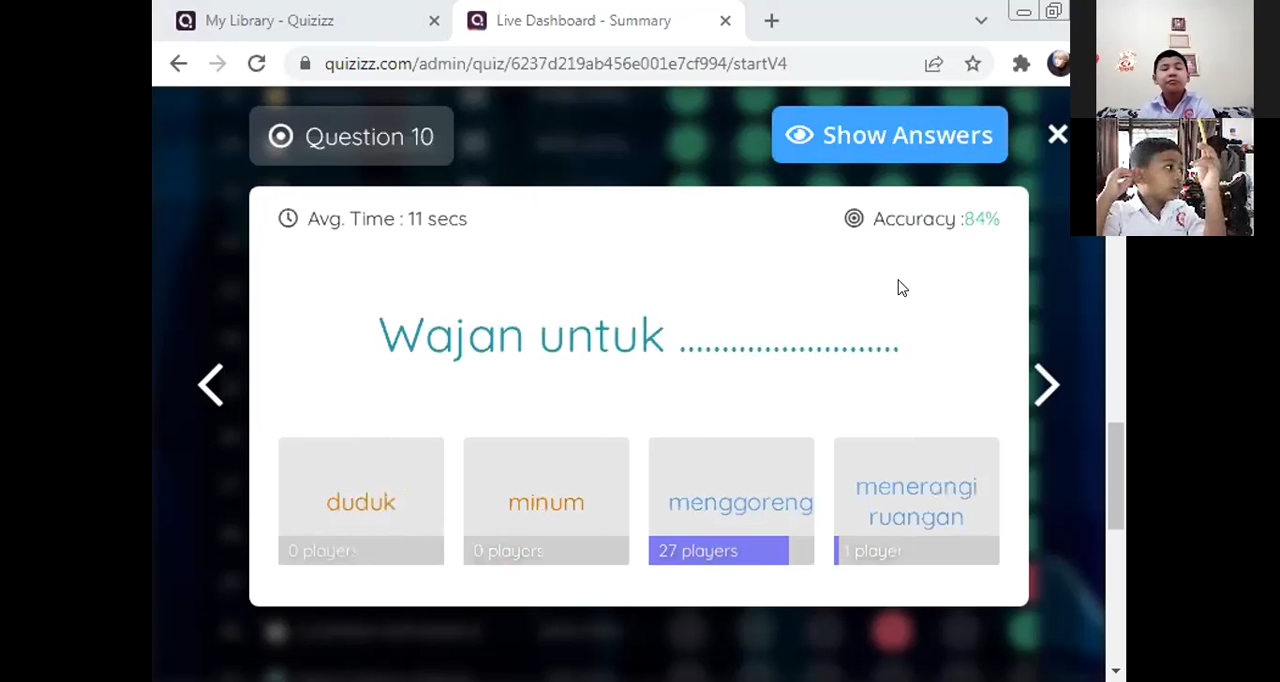 My Library - Quizizz
Live Dashboard - Summary
quizizz.com/admin/quiz/6237d219ab456e001e7cf994/startV4
Question 10
Show Answers
Avg. Time : 11 secs
Accuracy :84%
Wajan untuk ..........................
duduk
minum
menggoreng
menerangi
ruangan
0 players
0 players
27 players
1 player